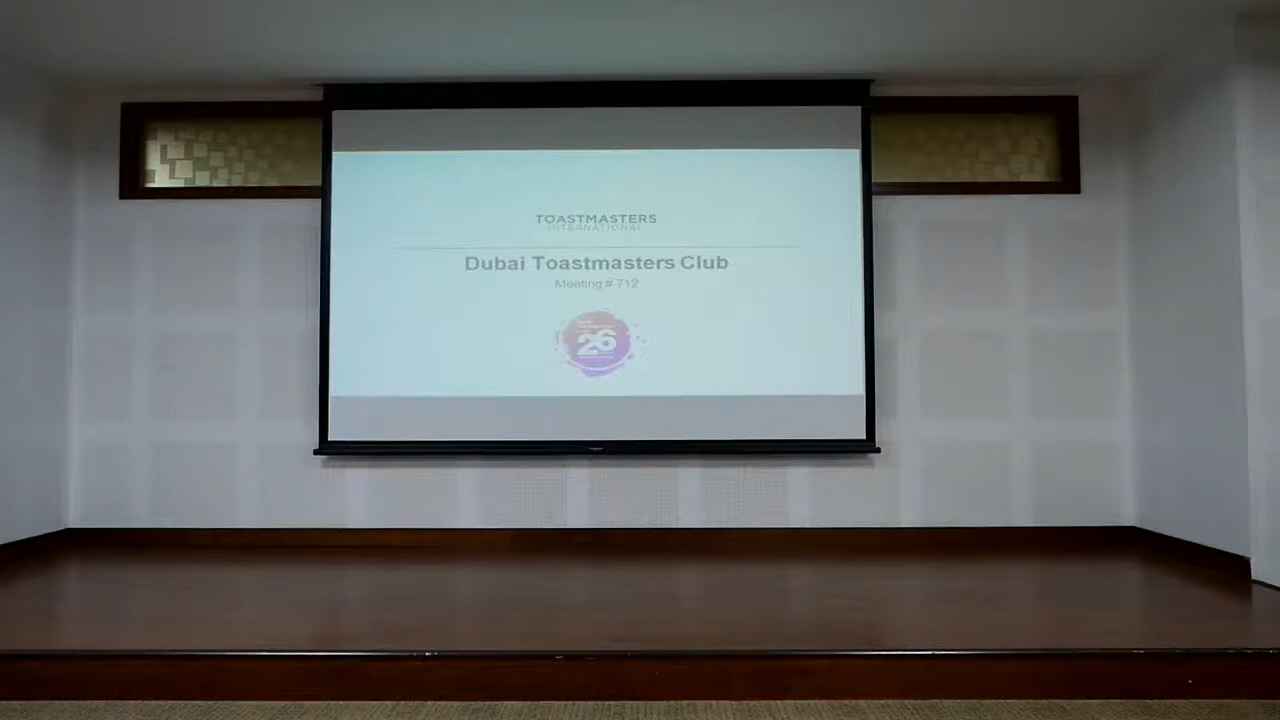 TOASTMASTERS
INTERNATIONAL
Dubai Toastmasters Club
Meeting # 712
26